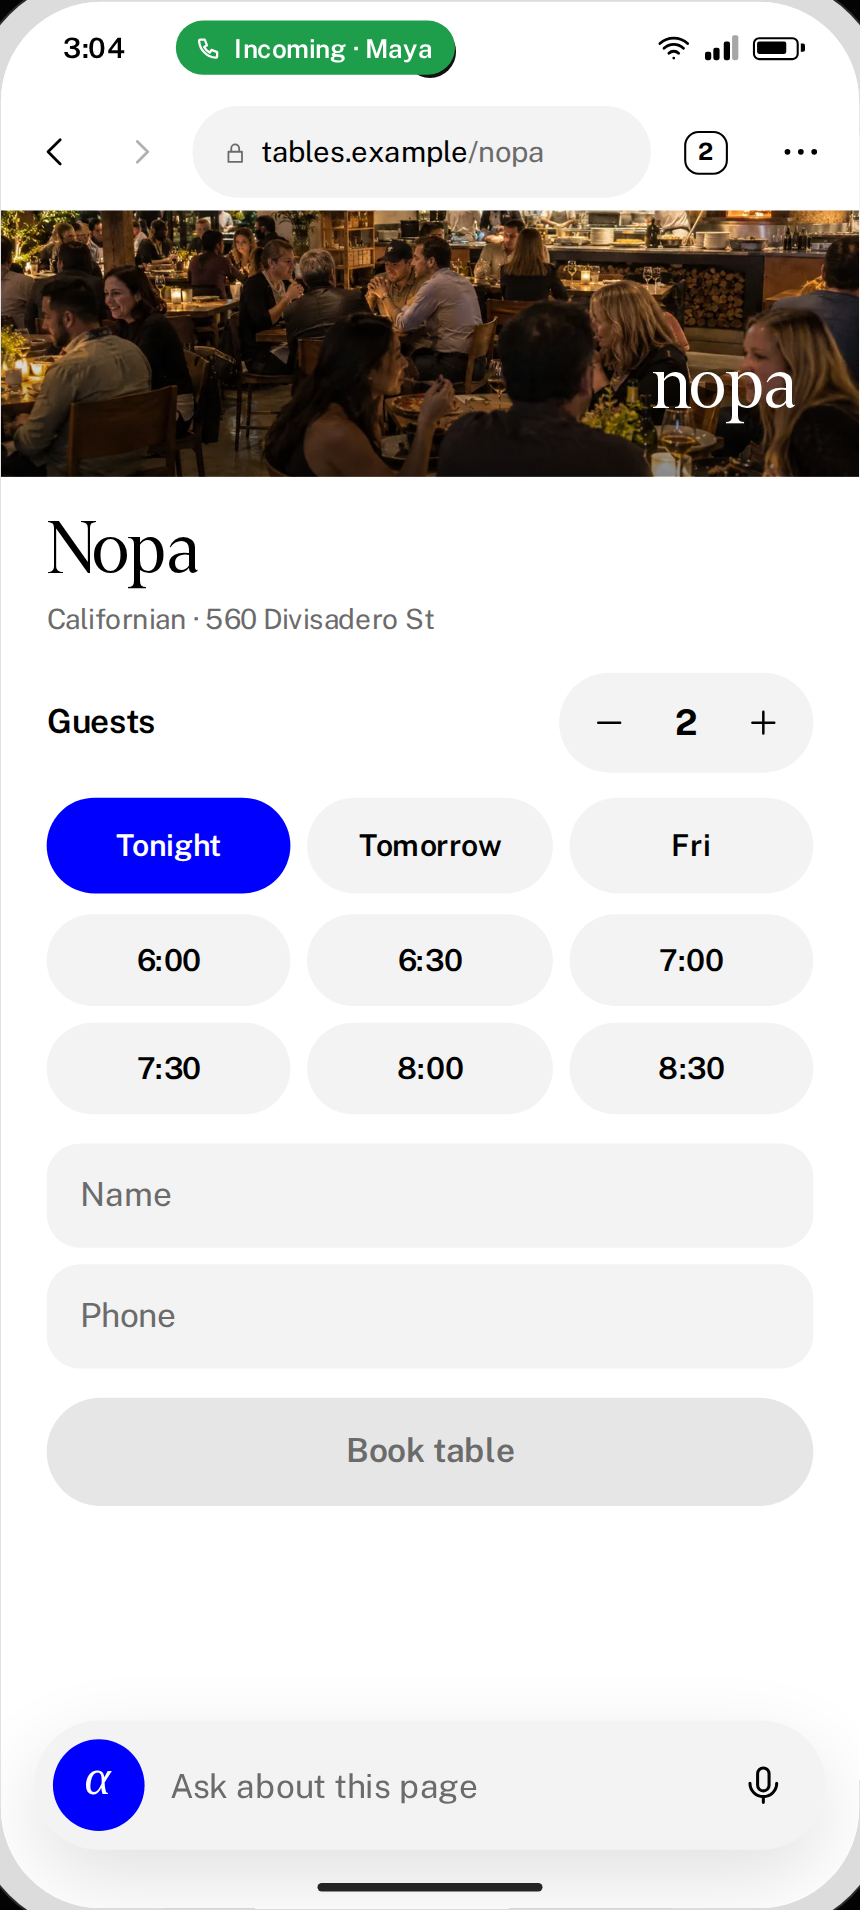 3:04
Incoming · Maya
tables.example/nopa
2
nopa
Nopa
Californian · 560 Divisadero St
Guests
2
Tonight
Tomorrow
Fri
6:00
6:30
7:00
7:30
8:00
8:30
Name
Phone
Book table
α
Ask about this page